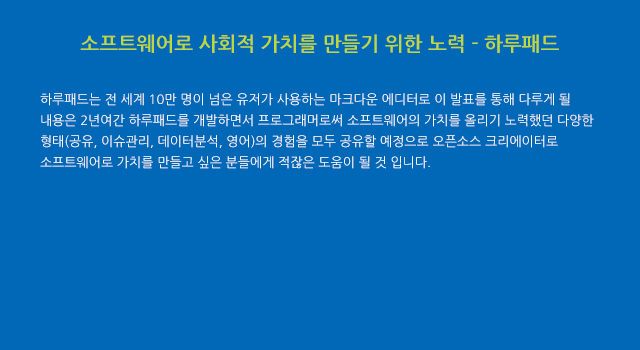 소프트웨어로 사회적 가치를 만들기 위한 노력 - 하루패드
하루패드는 전 세계 10만 명이 넘은 유저가 사용하는 마크다운 에디터로 이 발표를 통해 다루게 될
내용은 2년여간 하루패드를 개발하면서 프로그래머로써 소프트웨어의 가치를 올리기 노력했던 다양한
형태(공유, 이슈관리, 데이터분석, 영어)의 경험을 모두 공유할 예정으로 오픈소스 크리에이터로
소프트웨어로 가치를 만들고 싶은 분들에게 적잖은 도움이 될 것 입니다.